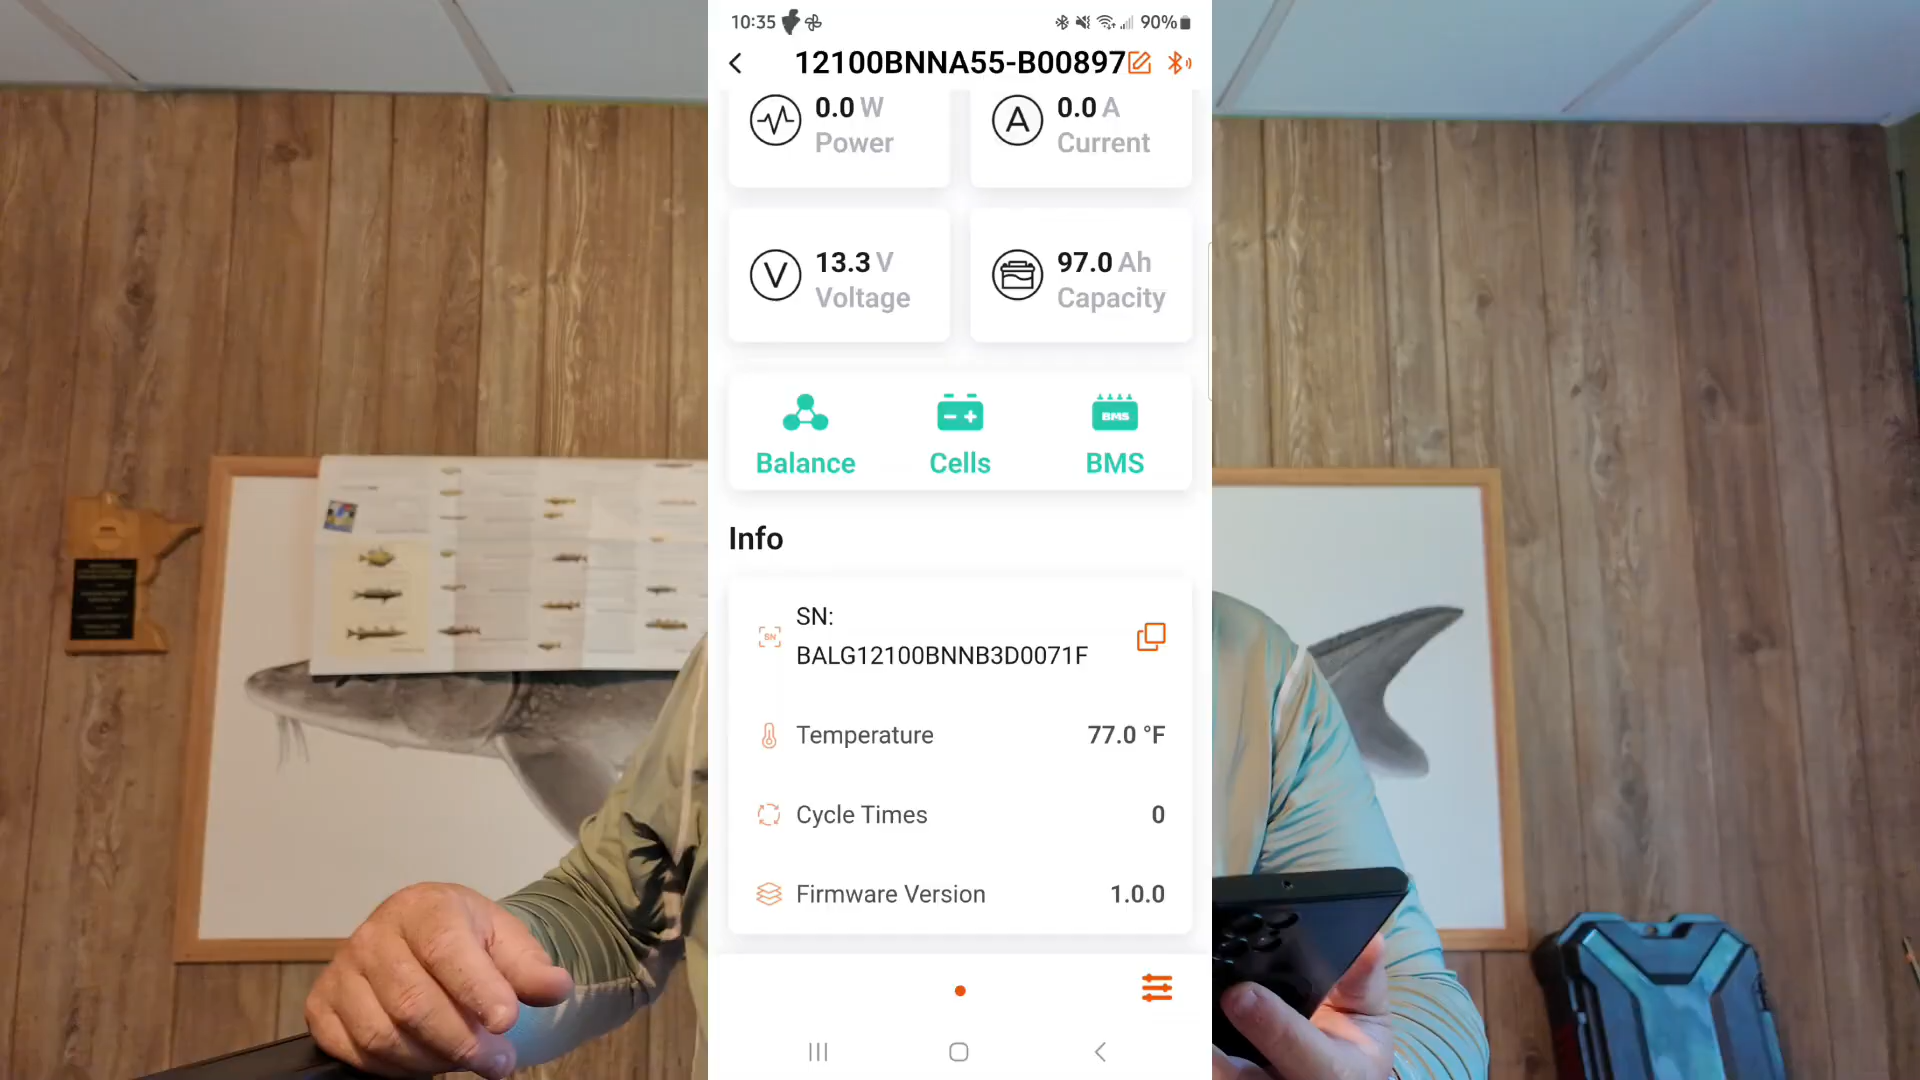 10:35
90%
12100BNNA55-B00897
0.0 W
Power
0.0 A
Current
A
13.3 V
Voltage
V
97.0 Ah
Capacity
BMS
Balance
Cells
BMS
Info
SN
SN:
BALG12100BNNB3D0071F
Temperature
77.0 °F
Cycle Times
0
Firmware Version
1.0.0